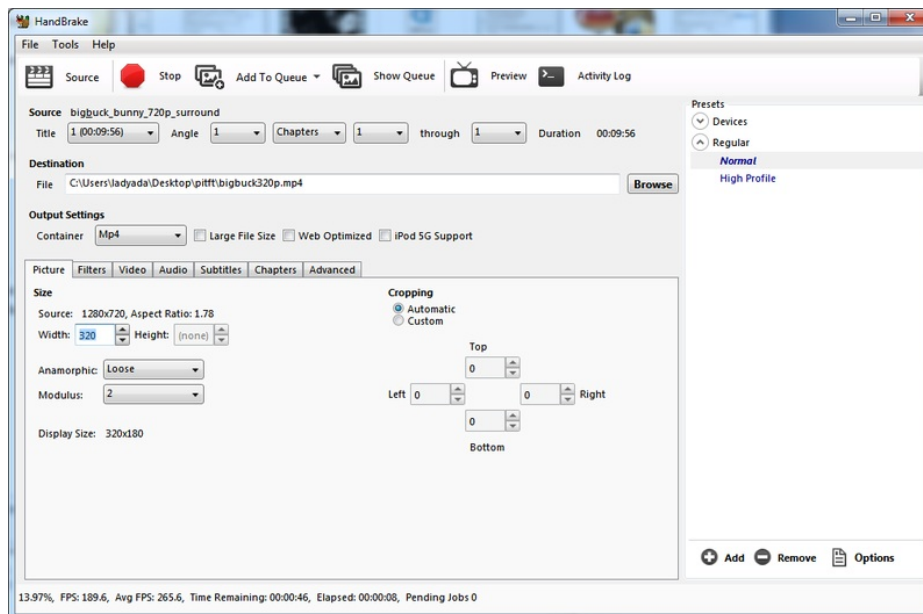 HandBrake
File Tools Help
Source Stop Add To Queue Show Queue Preview Activity Log
Source bigbuck_bunny_720p_surround
Title 1 (00:09:56) Angle 1 Chapters 1 through 1 Duration 00:09:56
Destination
File C:\Users\ladyada\Desktop\pitft\bigbuck320p.mp4 Browse
Output Settings
Container Mp4 Large File Size Web Optimized iPod 5G Support
Picture Filters Video Audio Subtitles Chapters Advanced
Size
Source: 1280x720, Aspect Ratio: 1.78
Width: 320 Height: (none)
Anamorphic: Loose
Modulus: 2
Display Size: 320x180
Cropping
Automatic
Custom
Top
0
Left 0 0 Right
0
Bottom
Presets
Devices
Regular
Normal
High Profile
Add Remove Options
13.97%, FPS: 189.6, Avg FPS: 265.6, Time Remaining: 00:00:46, Elapsed: 00:00:08, Pending Jobs 0